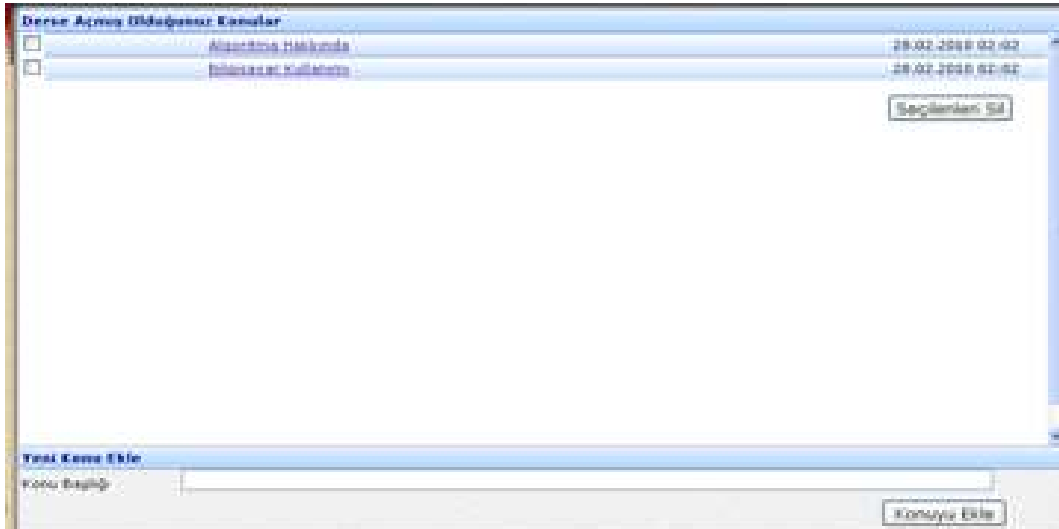 Derse Açmış Olduğunuz Konular
Algoritma Hakkında 28.02.2010 02:02
Bilgisayar Kullanımı 28.02.2010 02:02
Seçilenleri Sil
Yeni Konu Ekle
Konu Başlığı
Konuyu Ekle